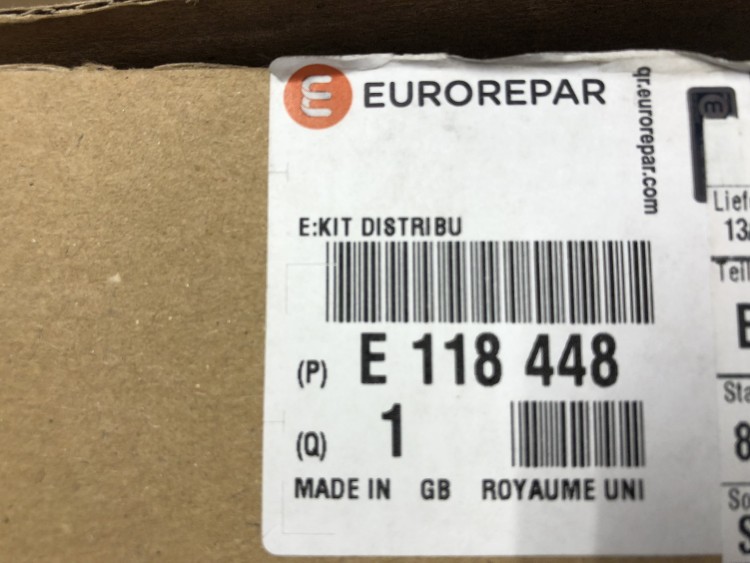 EUROREPAR
qr.eurorepar.com
E:KIT DISTRIBU
(P) E 118 448
(Q) 1
MADE IN GB ROYAUME UNI